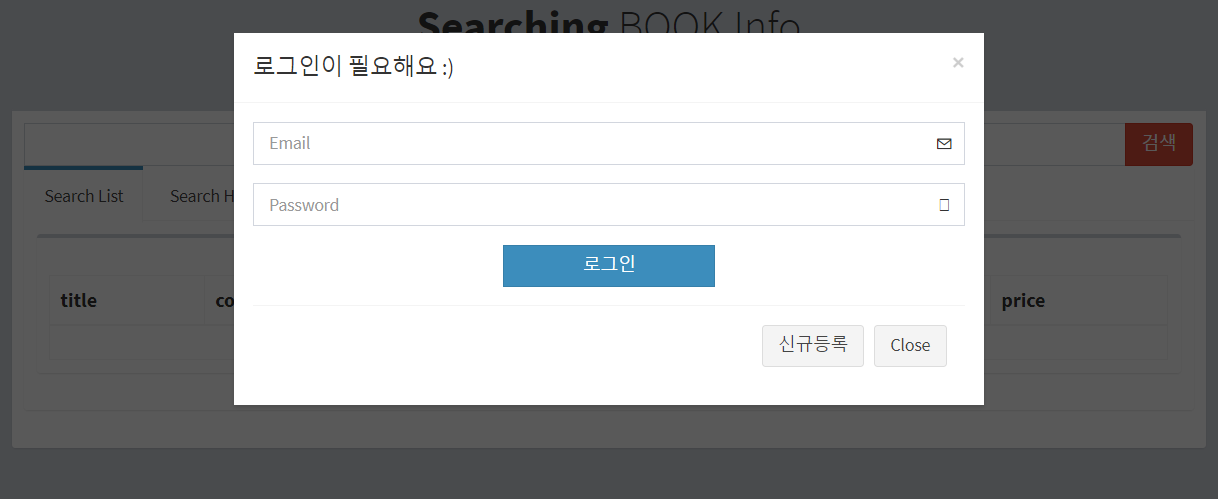 Searching BOOK Info
로그인이 필요해요 :)
×
Email
검색
Search List
Search H
Password
로그인
title
co
price
신규등록
Close